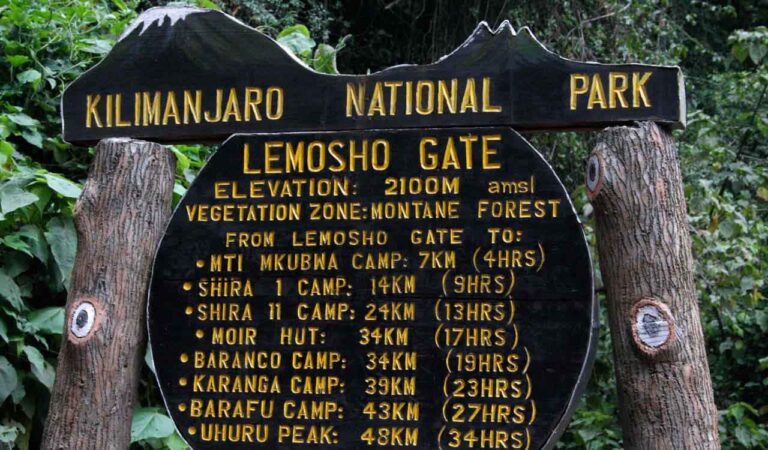 KILIMANJARO NATIONAL PARK
LEMOSHO GATE
ELEVATION: 2100M amsl
VEGETATION ZONE: MONTANE FOREST
FROM LEMOSHO GATE TO:
• MTI MKUBWA CAMP: 7KM (4HRS)
• SHIRA 1 CAMP: 14KM (9HRS)
• SHIRA 11 CAMP: 24KM (13HRS)
• MOIR HUT: 34KM (17HRS)
• BARANCO CAMP: 34KM (19HRS)
• KARANGA CAMP: 39KM (23HRS)
• BARAFU CAMP: 43KM (27HRS)
• UHURU PEAK: 48KM (34HRS)